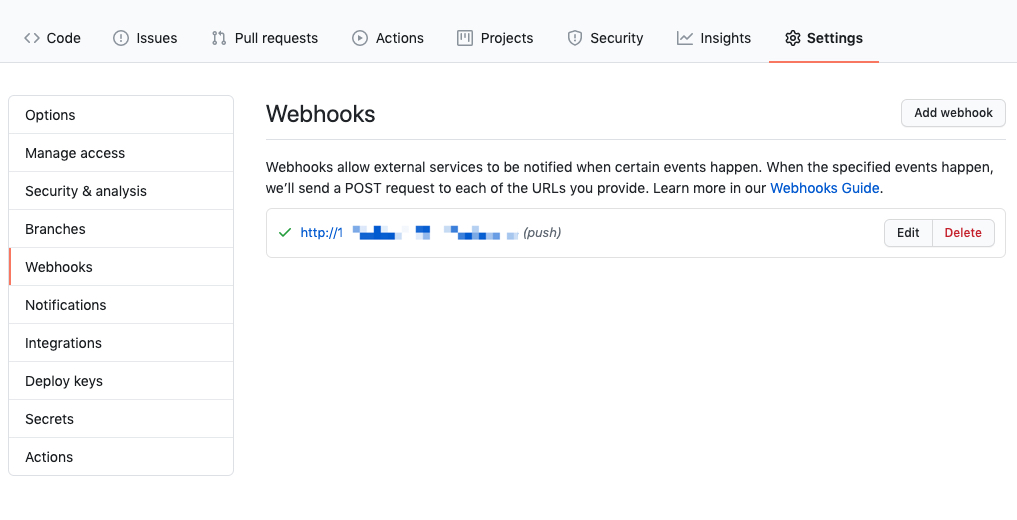 Code Issues Pull requests Actions Projects Security Insights Settings
Options
Manage access
Security & analysis
Branches
Webhooks
Notifications
Integrations
Deploy keys
Secrets
Actions
Webhooks Add webhook
Webhooks allow external services to be notified when certain events happen. When the specified events happen,
we'll send a POST request to each of the URLs you provide. Learn more in our Webhooks Guide.
http://1 (push) Edit Delete